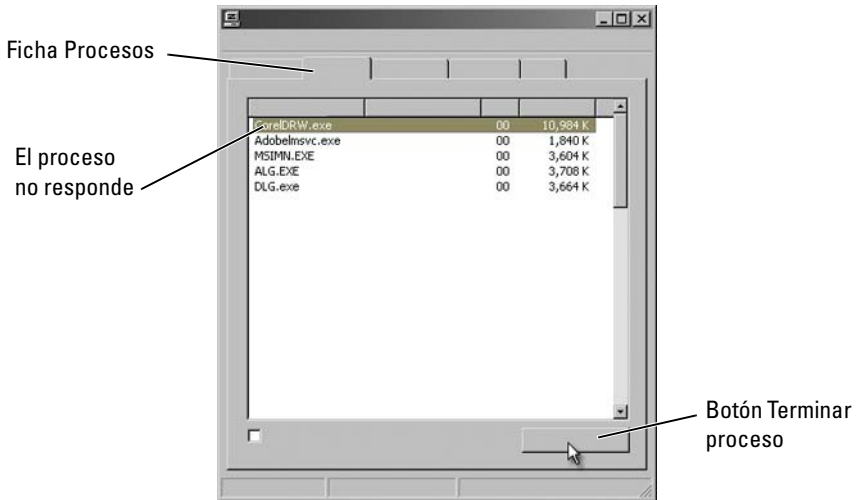 Ficha Procesos
El proceso
no responde
CorelDRW.exe 00 10,984 K
Adobelmsvc.exe 00 1,840 K
MSIMN.EXE 00 3,604 K
ALG.EXE 00 3,708 K
DLG.exe 00 3,664 K
Botón Terminar
proceso